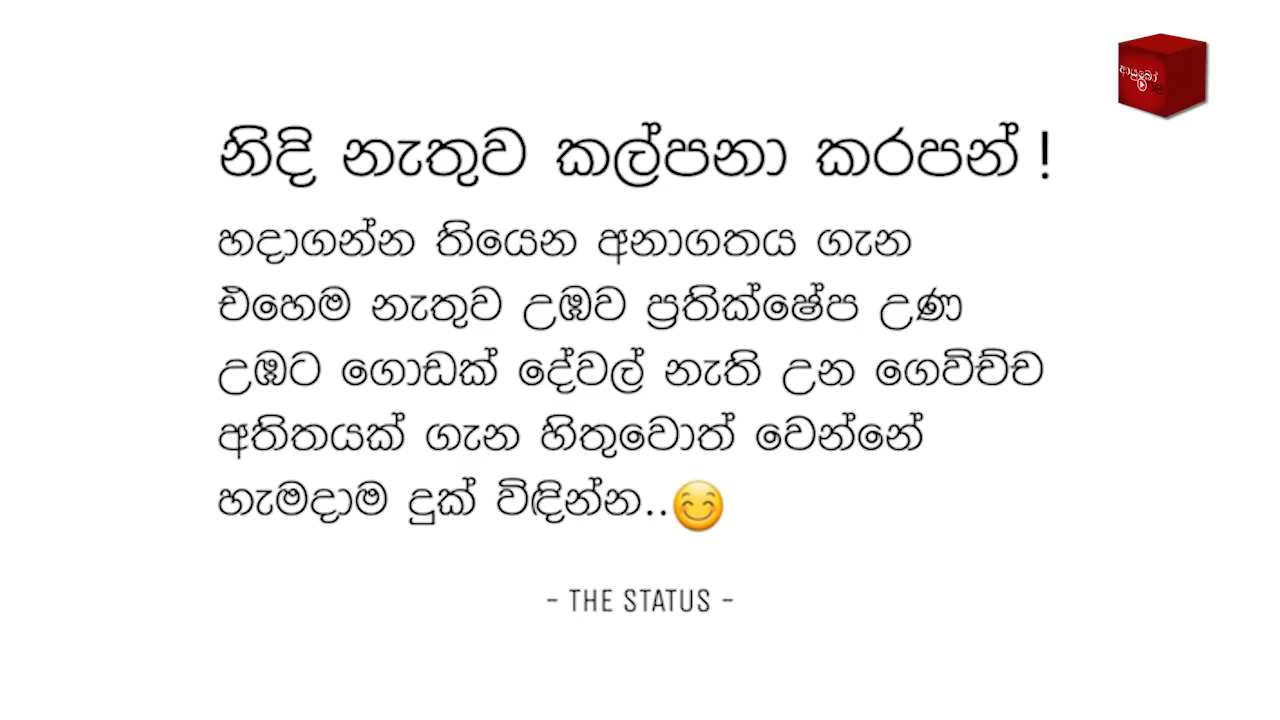 ආයුබෝ
නිදි නැතුව කල්පනා කරපන් !
හදාගන්න තියෙන අනාගතය ගැන
එහෙම නැතුව උඹව ප්‍රතික්ෂේප උණ
උඹට ගොඩක් දේවල් නැති උන ගෙවිච්ච
අතිතයක් ගැන හිතුවොත් වෙන්නේ
හැමදාම දුක් විඳින්න..😊
- THE STATUS -